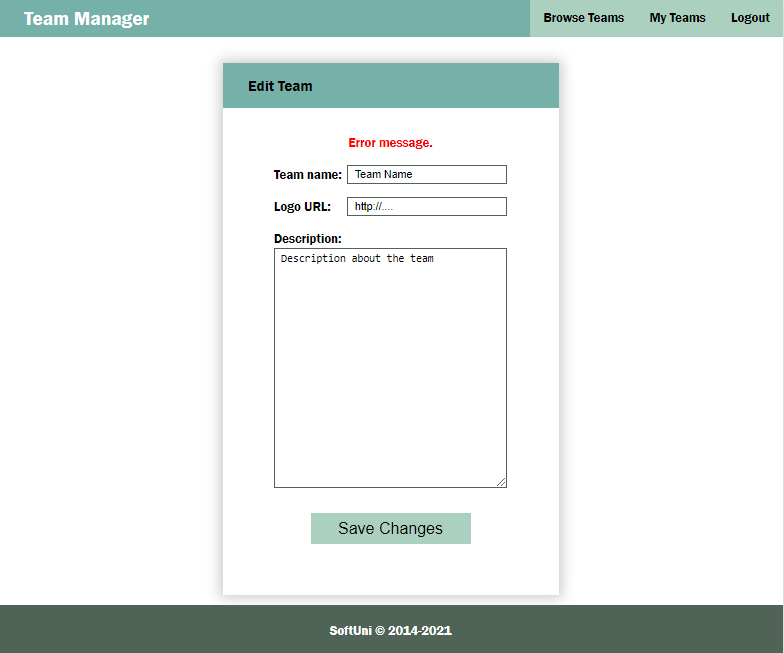 Team Manager Browse Teams My Teams Logout
Edit Team
Error message.
Team name: Team Name
Logo URL: http://....
Description:
Description about the team
Save Changes
SoftUni © 2014-2021